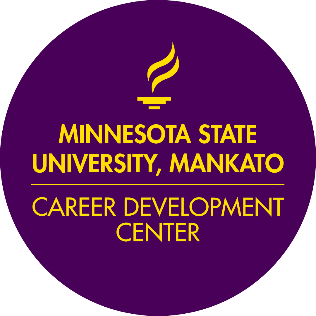 MINNESOTA STATE
UNIVERSITY, MANKATO
CAREER DEVELOPMENT
CENTER